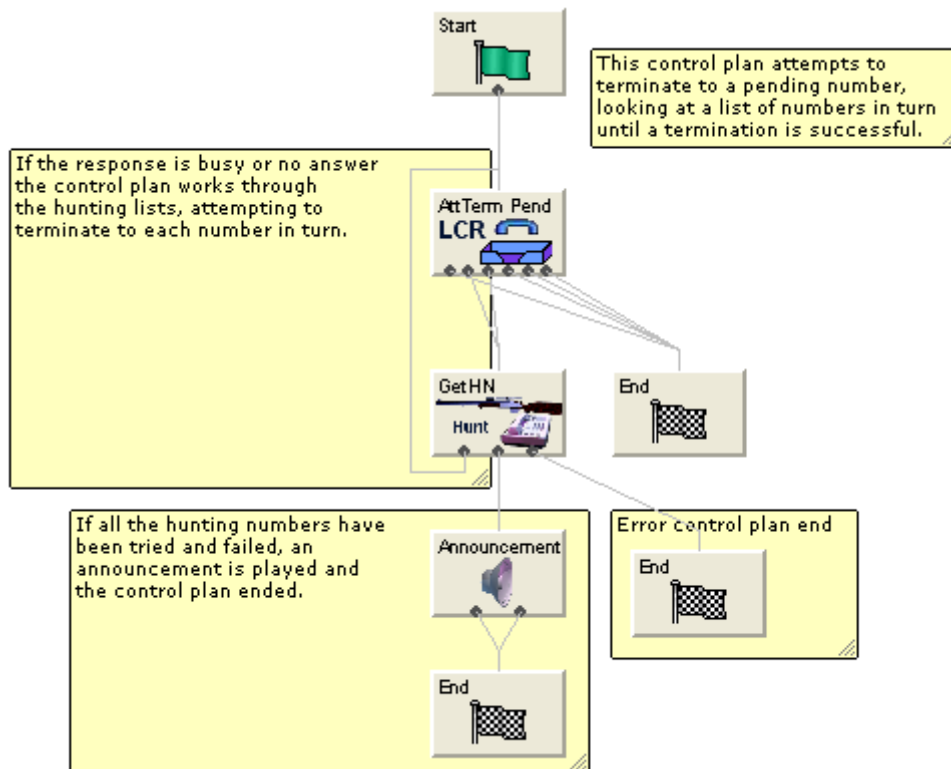 Start
This control plan attempts to
terminate to a pending number,
looking at a list of numbers in turn
until a termination is successful.
If the response is busy or no answer
the control plan works through
the hunting lists, attempting to
terminate to each number in turn.
AttTerm Pend
LCR
GetHN
Hunt
End
If all the hunting numbers have
been tried and failed, an
announcement is played and
the control plan ended.
Announcement
End
Error control plan end
End